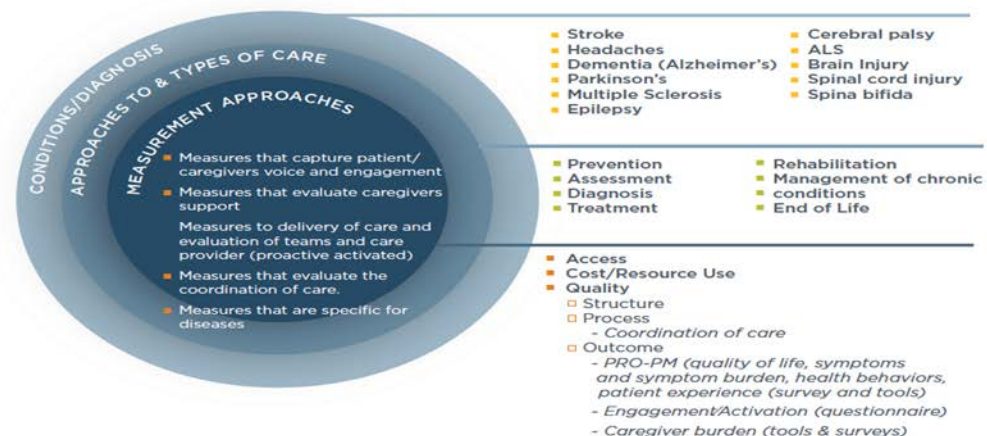 CONDITIONS/DIAGNOSIS
APPROACHES TO & TYPES OF CARE
MEASUREMENT APPROACHES
Measures that capture patient/
caregivers voice and engagement
Measures that evaluate caregivers
support
Measures to delivery of care and
evaluation of teams and care
provider (proactive activated)
Measures that evaluate the
coordination of care.
Measures that are specific for
diseases
Stroke
Headaches
Dementia (Alzheimer's)
Parkinson's
Multiple Sclerosis
Epilepsy
Cerebral palsy
ALS
Brain Injury
Spinal cord injury
Spina bifida
Prevention
Assessment
Diagnosis
Treatment
Rehabilitation
Management of chronic
conditions
End of Life
Access
Cost/Resource Use
Quality
Structure
Process
- Coordination of care
Outcome
- PRO-PM (quality of life, symptoms
and symptom burden, health behaviors,
patient experience (survey and tools)
- Engagement/Activation (questionnaire)
- Caregiver burden (tools & surveys)